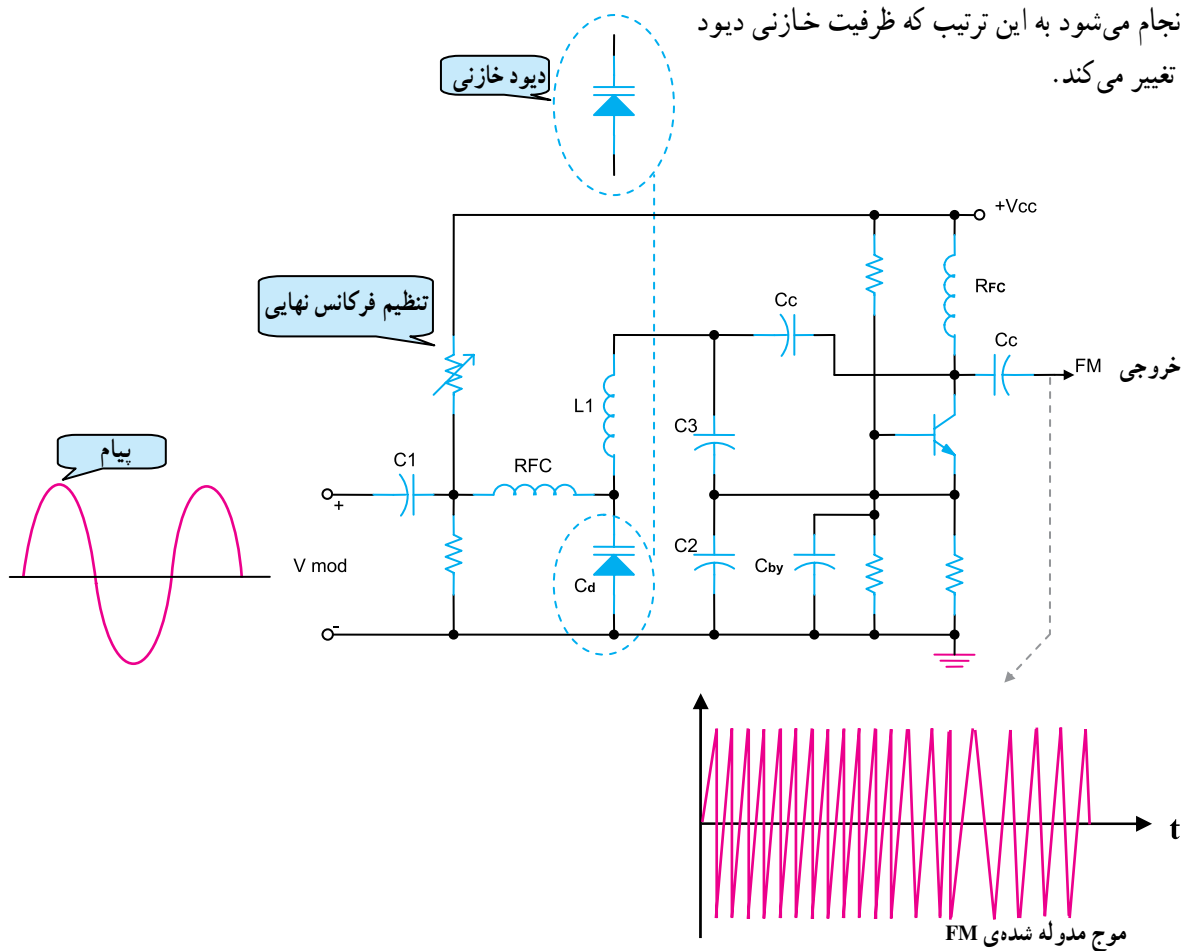 نجام می‌شود به این ترتیب که ظرفیت خازنی دیود
تغییر می‌کند.
دیود خازنی
+Vcc
تنظیم فرکانس نهایی
RFC
Cc
Cc
FM خروجی
L1
C3
پیام
C1
RFC
+
V mod
C2
Cby
Cd
-
t
موج مدوله شده‌ی FM